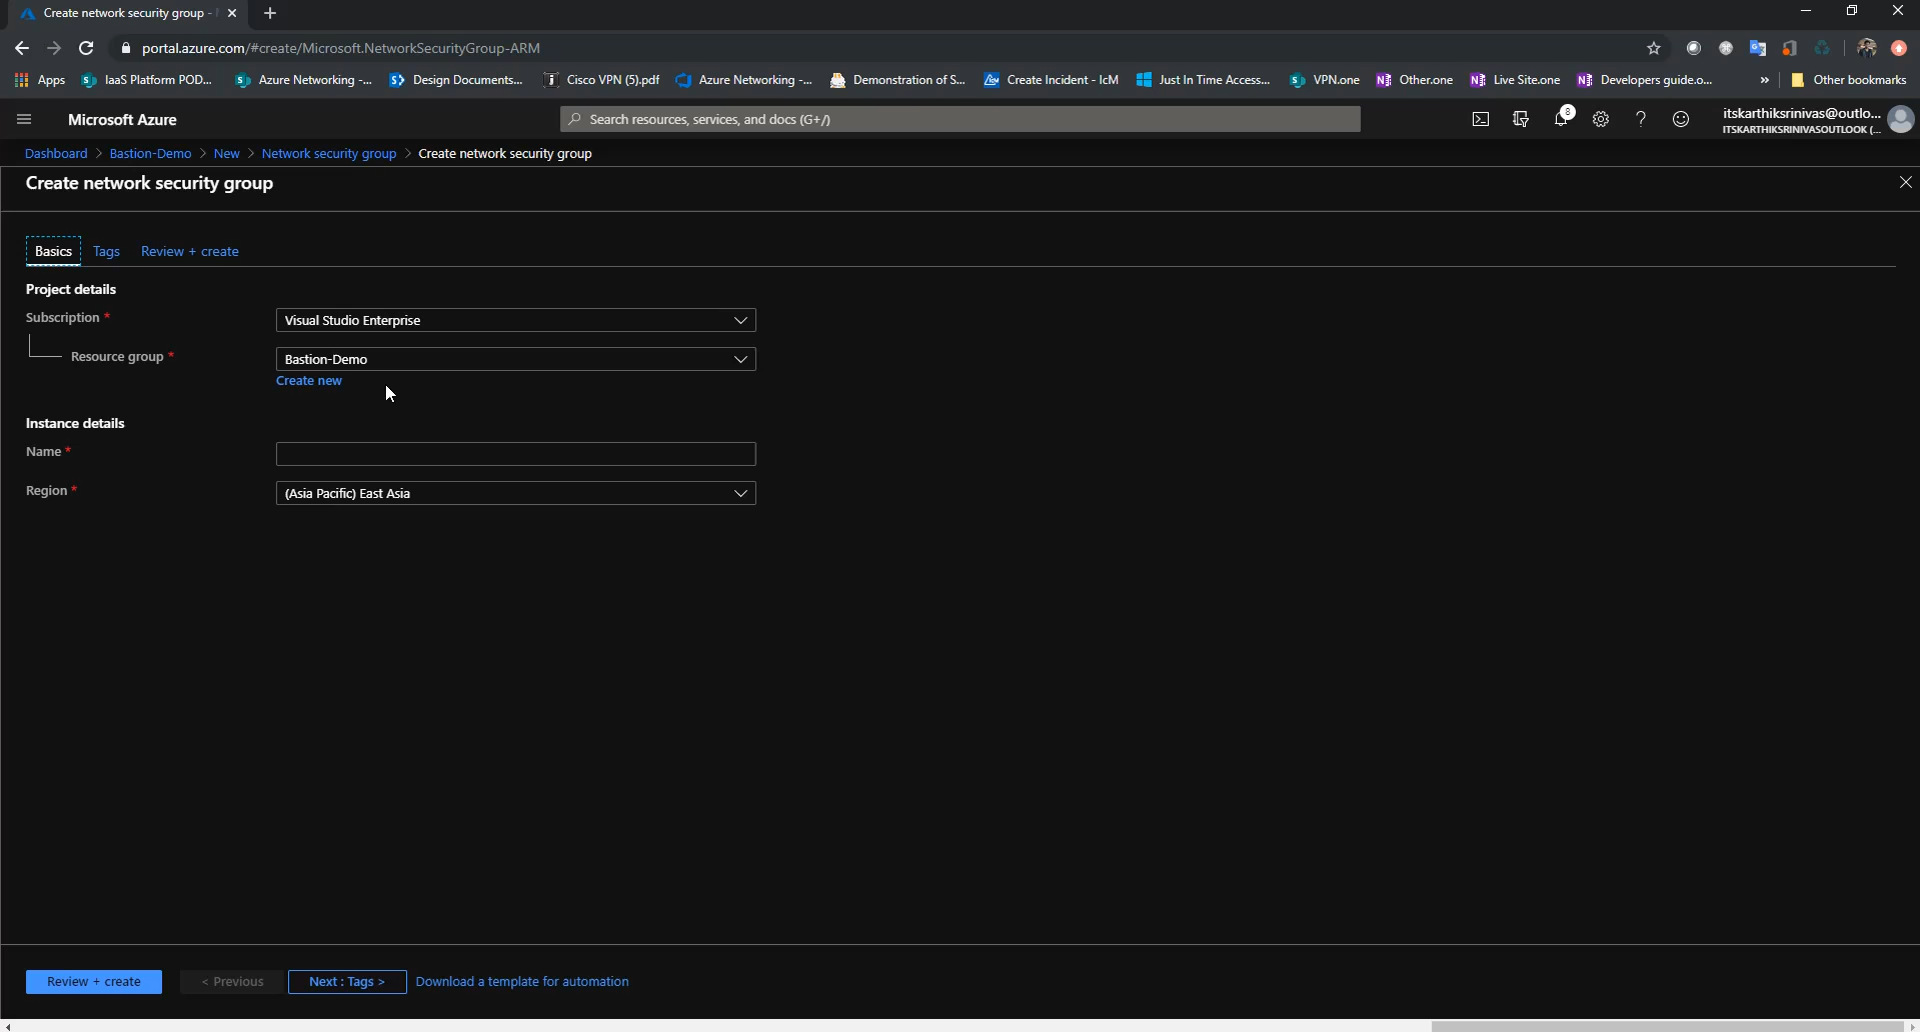 Create network security group -
portal.azure.com/#create/Microsoft.NetworkSecurityGroup-ARM
Apps IaaS Platform POD... Azure Networking -... Design Documents... Cisco VPN (5).pdf Azure Networking -... Demonstration of S... Create Incident - IcM Just In Time Access... VPN.one Other.one Live Site.one Developers guide.o... » Other bookmarks
Microsoft Azure Search resources, services, and docs (G+/) 8 itskarthiksrinivas@outlo...
ITSKARTHIKSRINIVASOUTLOOK (...
Dashboard > Bastion-Demo > New > Network security group > Create network security group
Create network security group
Basics Tags Review + create
Project details
Subscription * Visual Studio Enterprise
Resource group * Bastion-Demo
Create new
Instance details
Name *
Region * (Asia Pacific) East Asia
Review + create < Previous Next : Tags > Download a template for automation